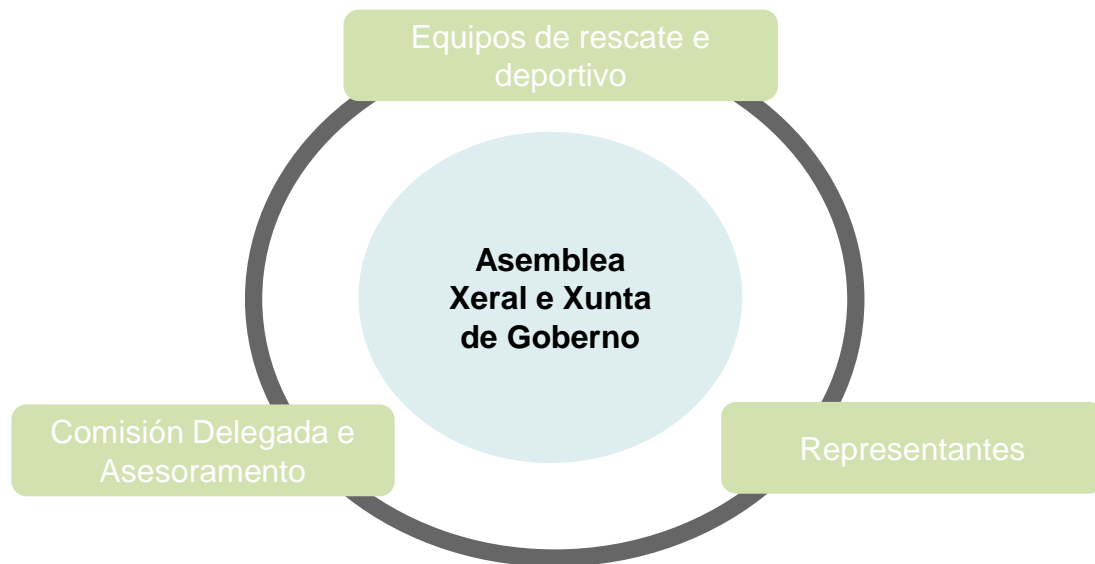 Equipos de rescate e
deportivo
Asemblea
Xeral e Xunta
de Goberno
Comisión Delegada e
Asesoramento
Representantes